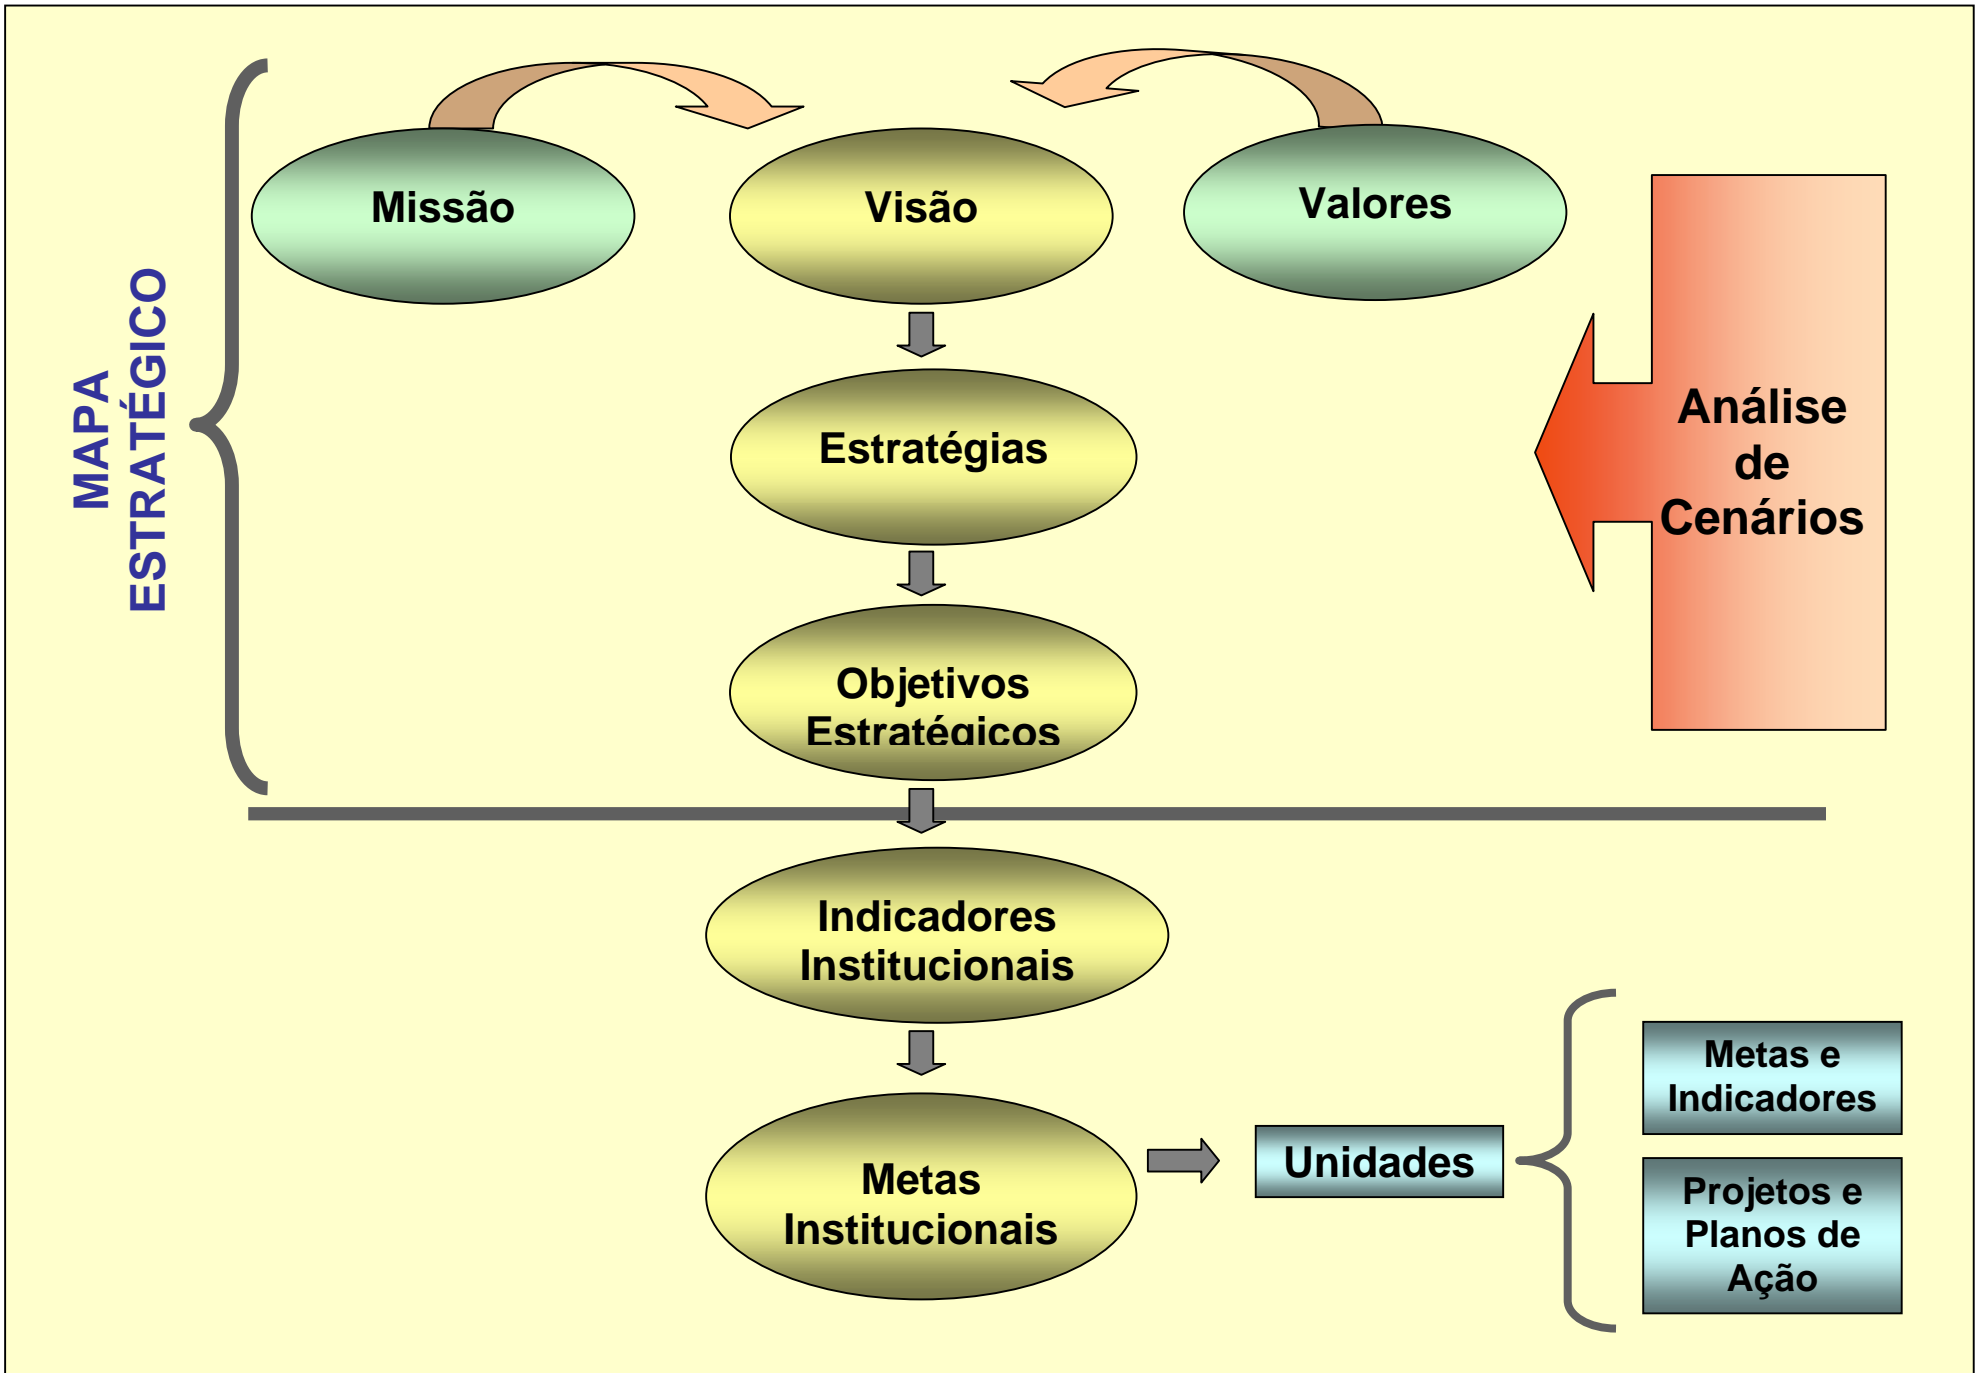 MAPA
ESTRATÉGICO
Missão
Visão
Valores
Estratégias
Objetivos
Estratégicos
Análise
de
Cenários
Indicadores
Institucionais
Metas
Institucionais
Unidades
Metas e
Indicadores
Projetos e
Planos de
Ação